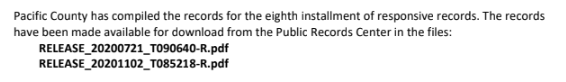 Pacific County has compiled the records for the eighth installment of responsive records. The records
have been made available for download from the Public Records Center in the files:
RELEASE_20200721_T090640-R.pdf
RELEASE_20201102_T085218-R.pdf